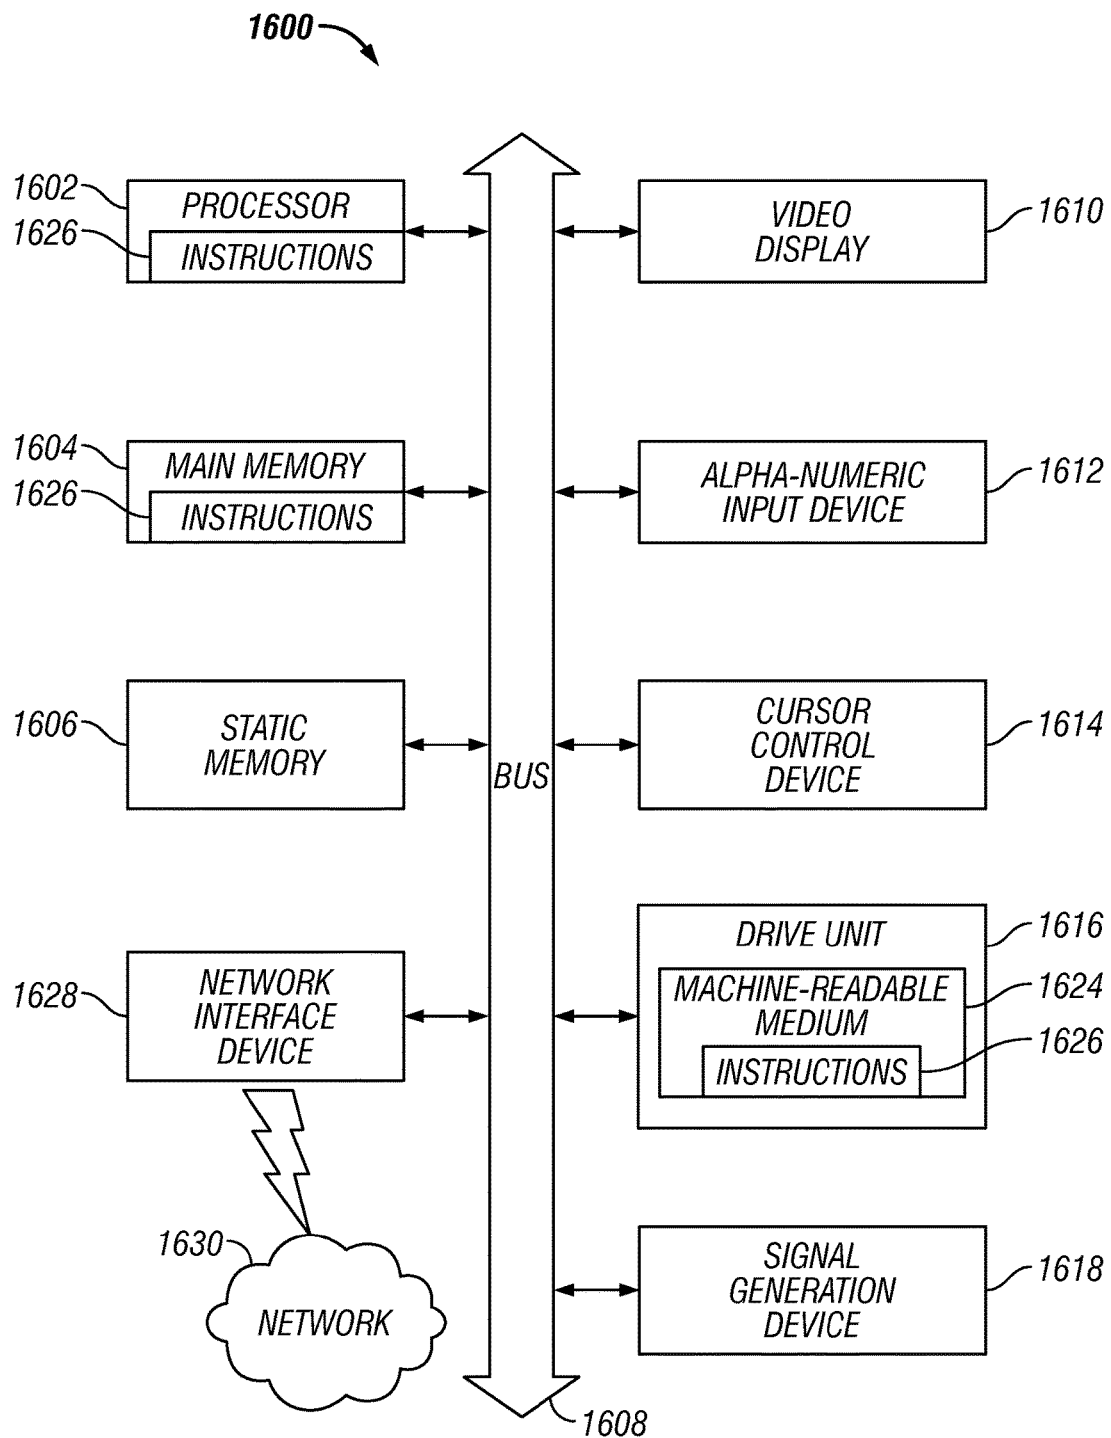 1600
1602
PROCESSOR
1626
INSTRUCTIONS
VIDEO
DISPLAY
1610
1604
MAIN MEMORY
1626
INSTRUCTIONS
ALPHA-NUMERIC
INPUT DEVICE
1612
1606
STATIC
MEMORY
BUS
CURSOR
CONTROL
DEVICE
1614
1628
NETWORK
INTERFACE
DEVICE
DRIVE UNIT
1616
MACHINE-READABLE
MEDIUM
1624
INSTRUCTIONS
1626
1630
NETWORK
SIGNAL
GENERATION
DEVICE
1618
1608